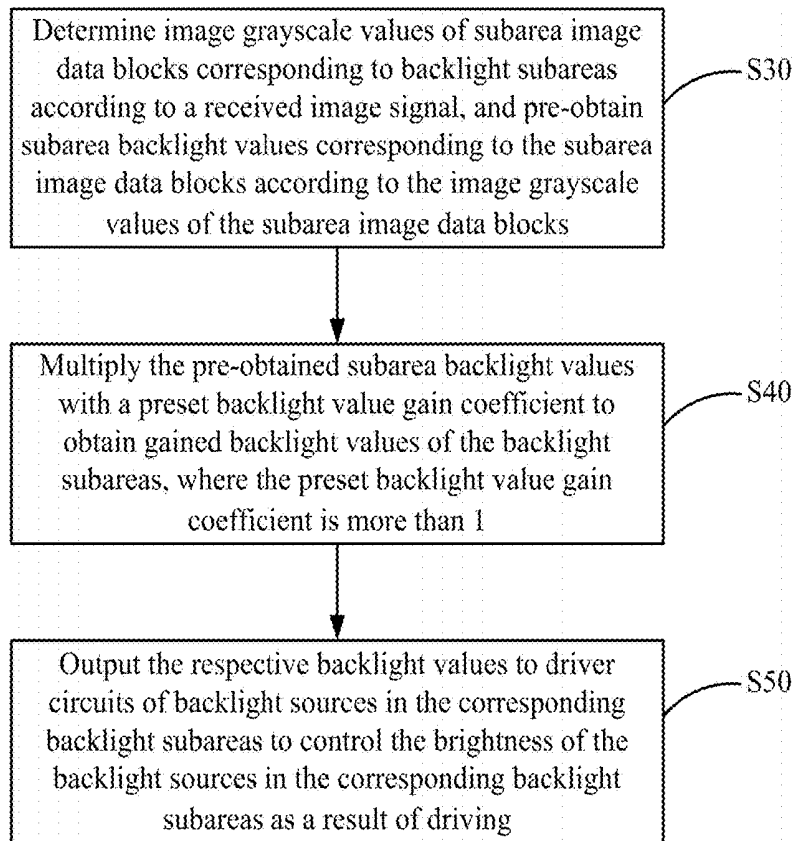 Determine image grayscale values of subarea image
data blocks corresponding to backlight subareas
according to a received image signal, and pre-obtain
subarea backlight values corresponding to the subarea
image data blocks according to the image grayscale
values of the subarea image data blocks
S30
Multiply the pre-obtained subarea backlight values
with a preset backlight value gain coefficient to
obtain gained backlight values of the backlight
subareas, where the preset backlight value gain
coefficient is more than 1
S40
Output the respective backlight values to driver
circuits of backlight sources in the corresponding
backlight subareas to control the brightness of the
backlight sources in the corresponding backlight
subareas as a result of driving
S50